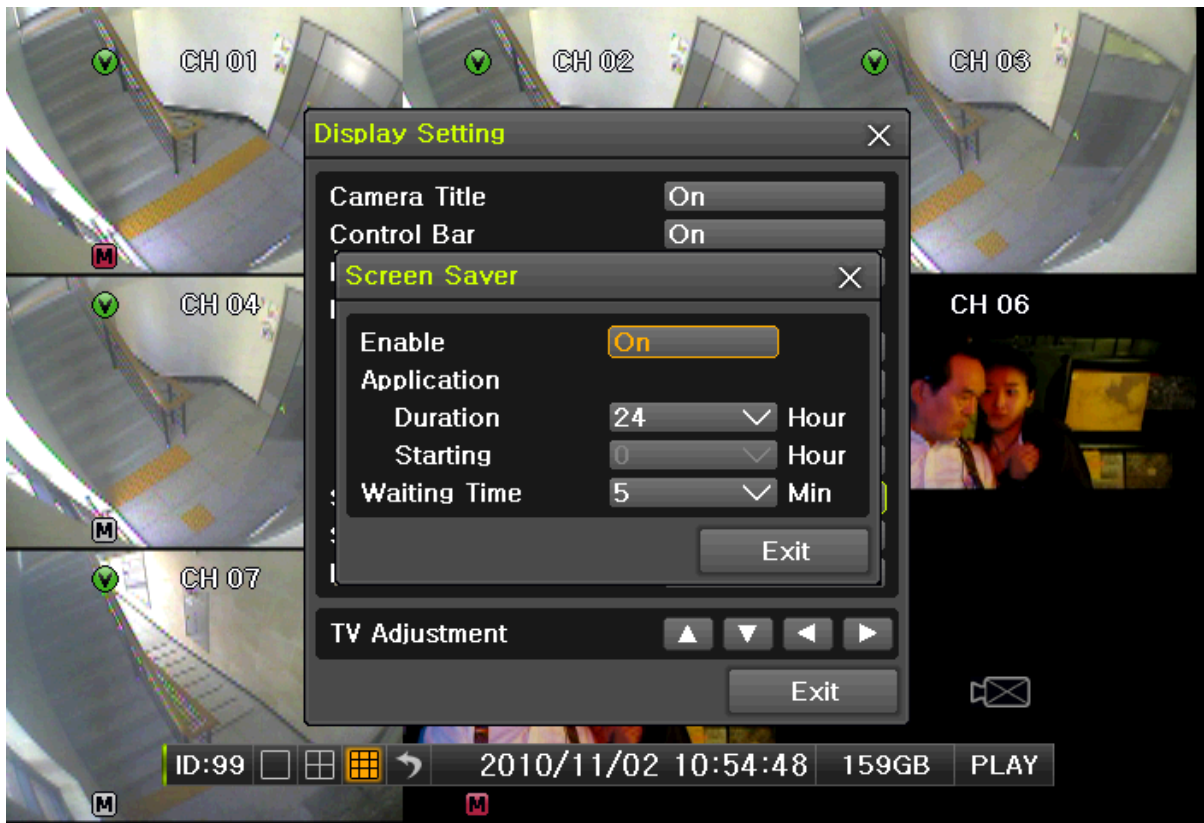 CH 01
CH 02
CH 03
Display Setting
Camera Title On
Control Bar On
Screen Saver
CH 04
CH 06
Enable On
Application
Duration 24 Hour
Starting 0 Hour
Waiting Time 5 Min
Exit
CH 07
TV Adjustment
Exit
ID:99 2010/11/02 10:54:48 159GB PLAY
M
M
M
M